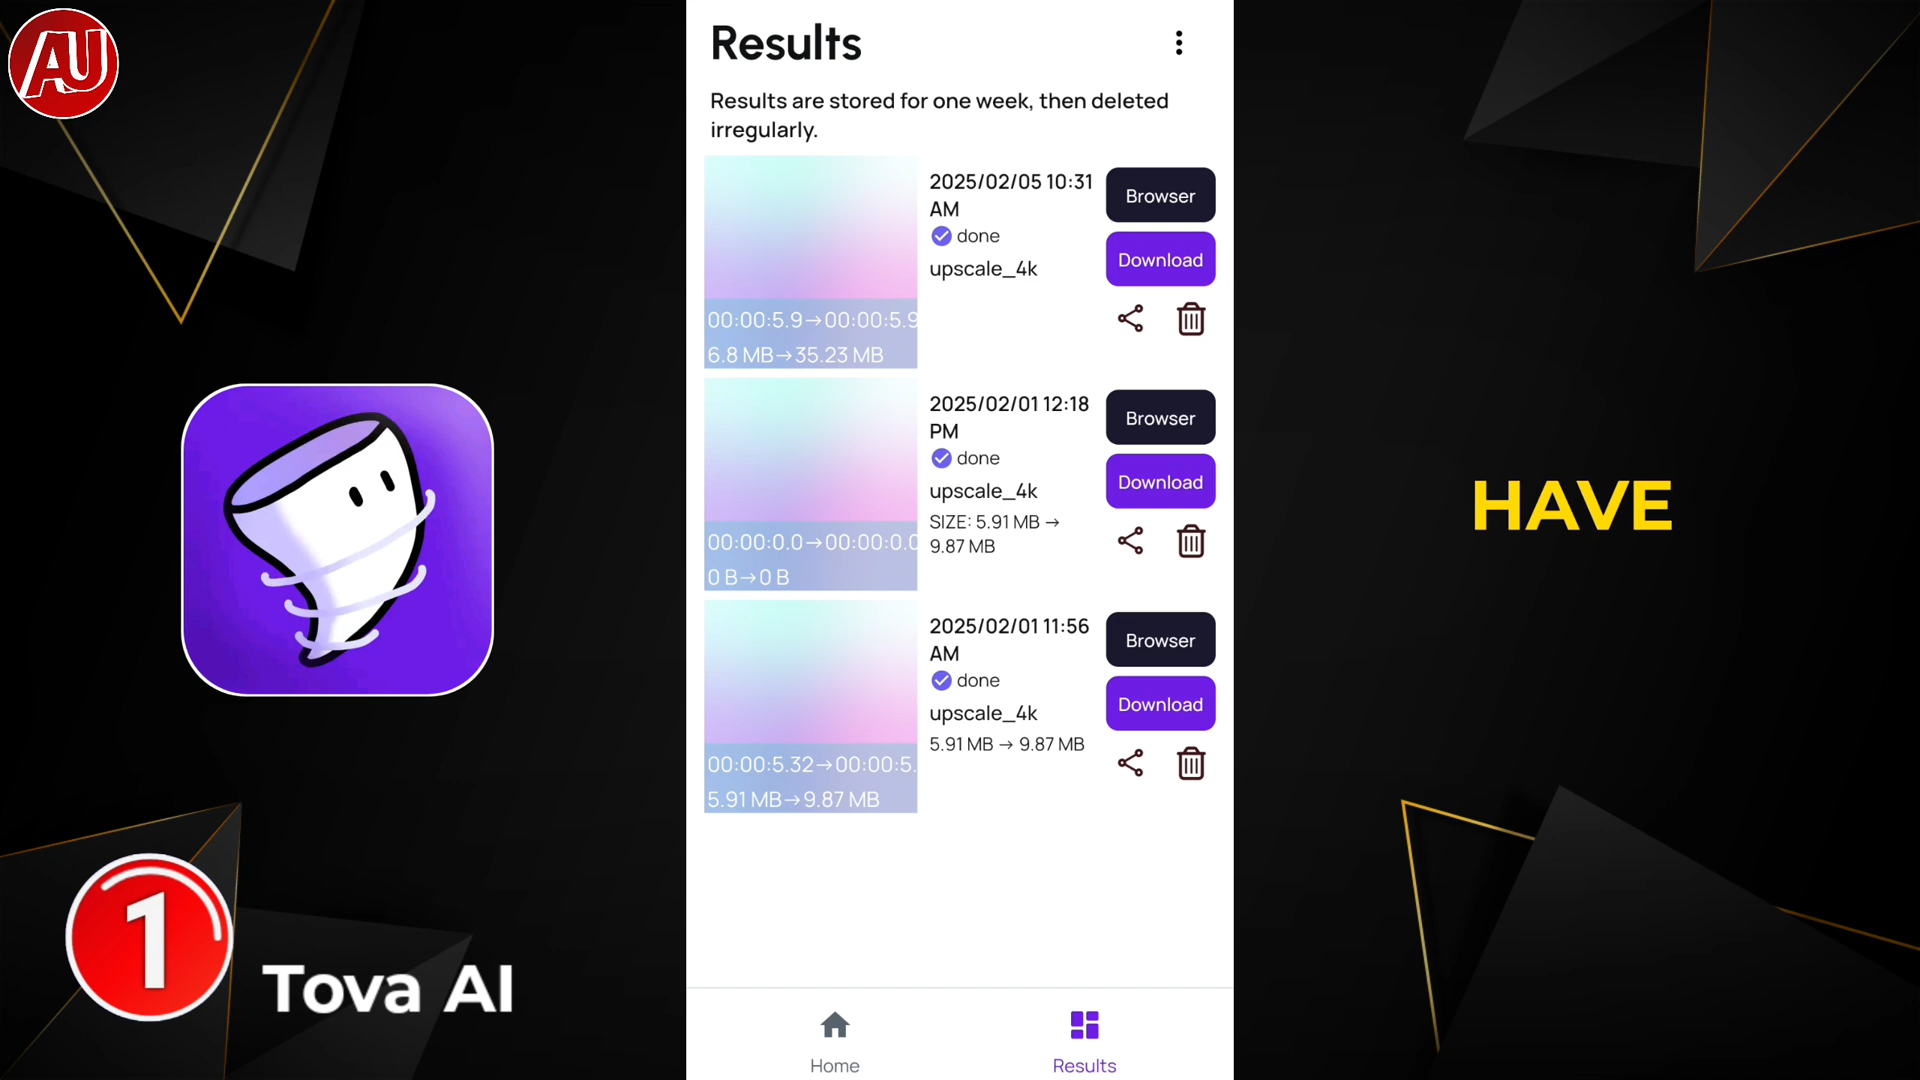 AU
Results
Results are stored for one week, then deleted
irregularly.
2025/02/05 10:31
AM
done
upscale_4k
Browser
Download
00:00:5.9→00:00:5.9
6.8 MB→35.23 MB
2025/02/01 12:18
PM
done
upscale_4k
SIZE: 5.91 MB →
9.87 MB
Browser
Download
00:00:0.0→00:00:0.0
0 B→0 B
2025/02/01 11:56
AM
done
upscale_4k
5.91 MB → 9.87 MB
Browser
Download
00:00:5.32→00:00:5.
5.91 MB→9.87 MB
HAVE
1
Tova AI
Home
Results